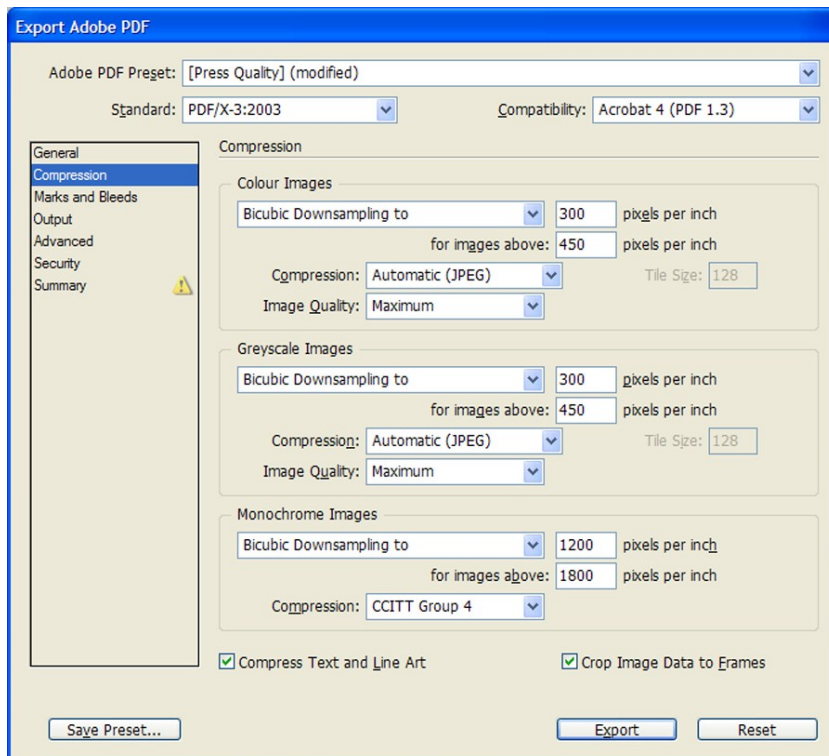 Export Adobe PDF
Adobe PDF Preset: [Press Quality] (modified)
Standard: PDF/X-3:2003 Compatibility: Acrobat 4 (PDF 1.3)
General
Compression
Marks and Bleeds
Output
Advanced
Security
Summary
Compression
Colour Images
Bicubic Downsampling to 300 pixels per inch
for images above: 450 pixels per inch
Compression: Automatic (JPEG) Tile Size: 128
Image Quality: Maximum
Greyscale Images
Bicubic Downsampling to 300 pixels per inch
for images above: 450 pixels per inch
Compression: Automatic (JPEG) Tile Size: 128
Image Quality: Maximum
Monochrome Images
Bicubic Downsampling to 1200 pixels per inch
for images above: 1800 pixels per inch
Compression: CCITT Group 4
Compress Text and Line Art Crop Image Data to Frames
Save Preset... Export Reset